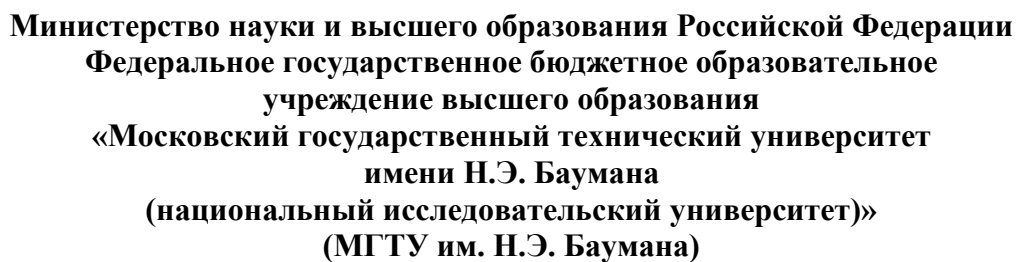 Министерство науки и высшего образования Российской Федерации
Федеральное государственное бюджетное образовательное
учреждение высшего образования
«Московский государственный технический университет
имени Н.Э. Баумана
(национальный исследовательский университет)»
(МГТУ им. Н.Э. Баумана)